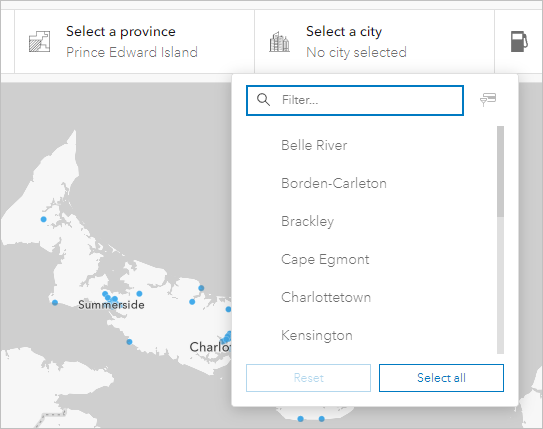 Select a province
Prince Edward Island
Select a city
No city selected
Filter...
Belle River
Borden-Carleton
Brackley
Cape Egmont
Charlottetown
Kensington
Reset
Select all
Summerside
Charlo